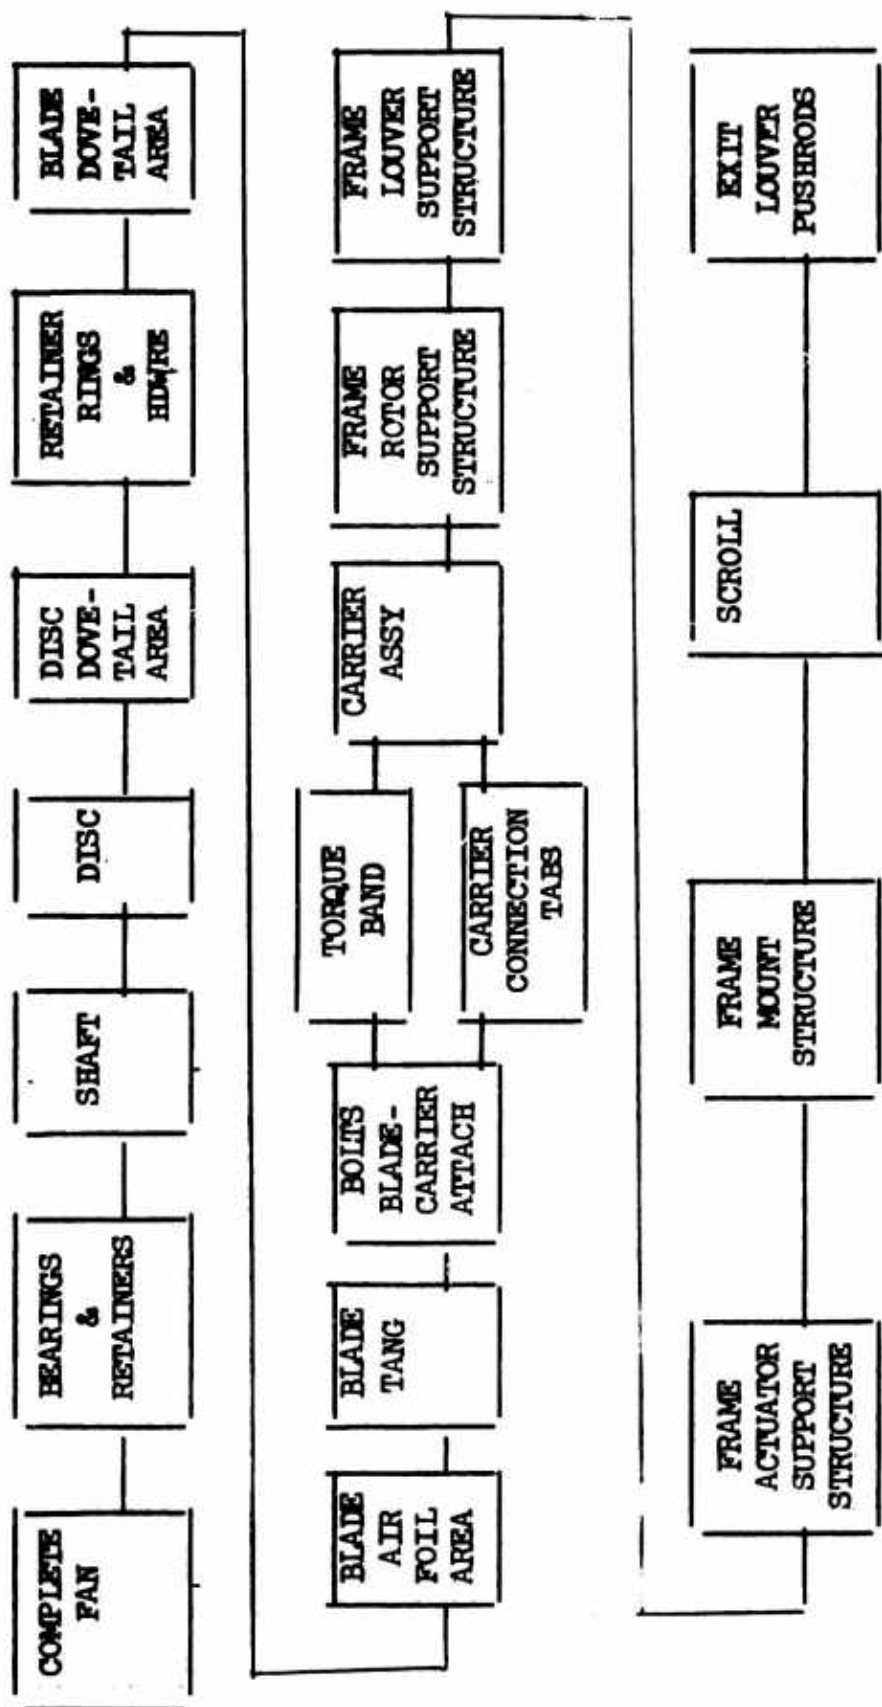 COMPLETE
FAN
BEARINGS
&
RETAINERS
SHAFT
DISC
DISC
DOVE-
TAIL
AREA
RETAINER
RINGS
&
HDWRE
BLADE
DOVE-
TAIL
AREA
BLADE
AIR
FOIL
AREA
BLADE
TANG
BOLTS
BLADE-
CARRIER
ATTACH
TORQUE
BAND
CARRIER
CONNECTION
TABS
CARRIER
ASSY
FRAME
ROTOR
SUPPORT
STRUCTURE
FRAME
LOUVER
SUPPORT
STRUCTURE
FRAME
ACTUATOR
SUPPORT
STRUCTURE
FRAME
MOUNT
STRUCTURE
SCROLL
EXIT
LOUVER
PUSHRODS